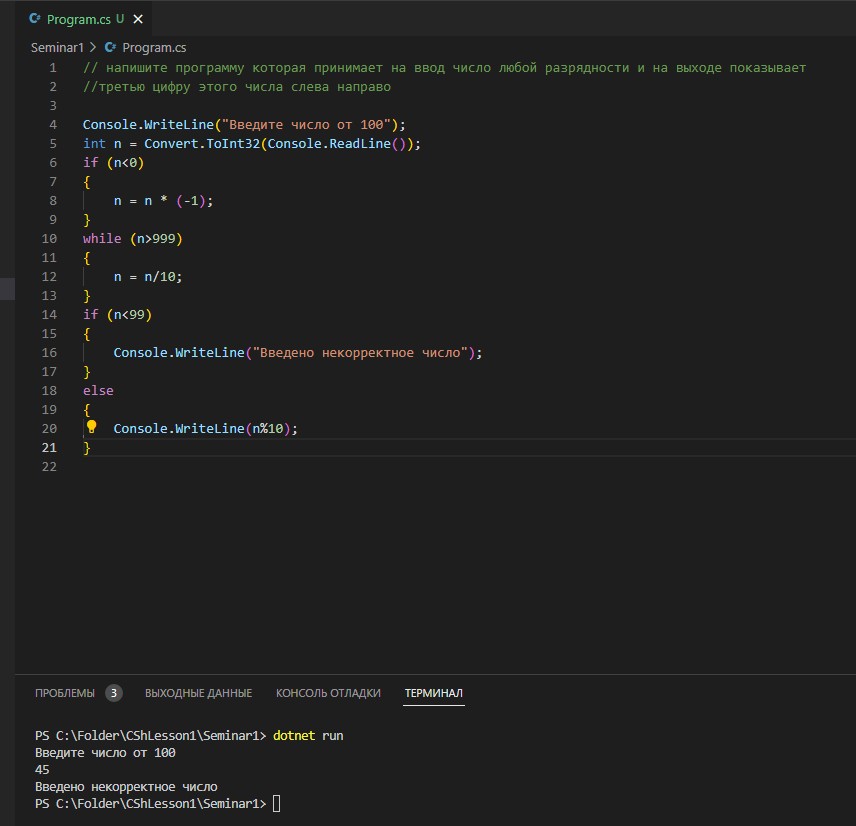 Program.cs U
Seminar1 > Program.cs
1 // напишите программу которая принимает на ввод число любой разрядности и на выходе показывает
2 //третью цифру этого числа слева направо
3
4 Console.WriteLine("Введите число от 100");
5 int n = Convert.ToInt32(Console.ReadLine());
6 if (n<0)
7 {
8     n = n * (-1);
9 }
10 while (n>999)
11 {
12     n = n/10;
13 }
14 if (n<99)
15 {
16     Console.WriteLine("Введено некорректное число");
17 }
18 else
19 {
20     Console.WriteLine(n%10);
21 }
22
ПРОБЛЕМЫ 3 ВЫХОДНЫЕ ДАННЫЕ КОНСОЛЬ ОТЛАДКИ ТЕРМИНАЛ
PS C:\Folder\CShLesson1\Seminar1> dotnet run
Введите число от 100
45
Введено некорректное число
PS C:\Folder\CShLesson1\Seminar1>